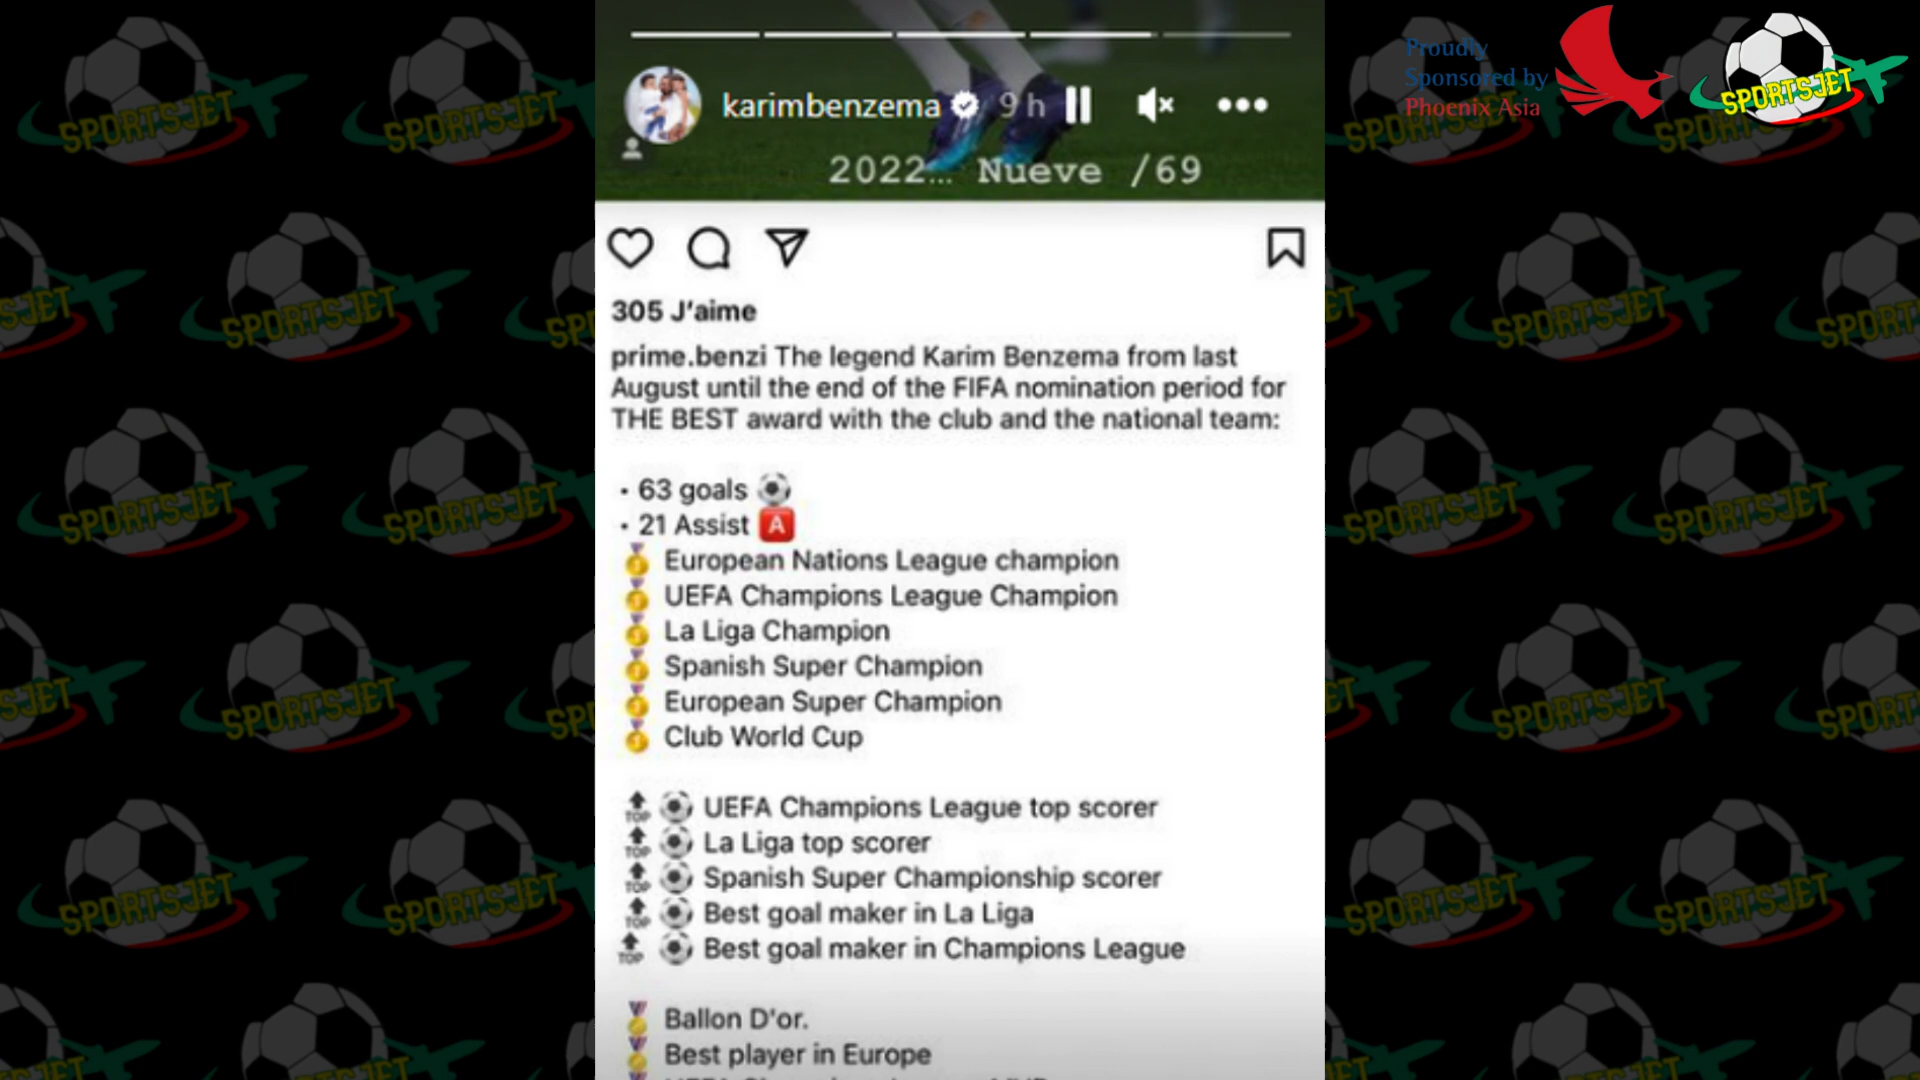 Proudly
Sponsored by
Phoenix Asia
SPORTSJET
karimbenzema 9 h
2022... Nueve /69
305 J'aime
prime.benzi The legend Karim Benzema from last
August until the end of the FIFA nomination period for
THE BEST award with the club and the national team:
• 63 goals
• 21 Assist A
European Nations League champion
UEFA Champions League Champion
La Liga Champion
Spanish Super Champion
European Super Champion
Club World Cup
TOP UEFA Champions League top scorer
TOP La Liga top scorer
TOP Spanish Super Championship scorer
TOP Best goal maker in La Liga
TOP Best goal maker in Champions League
Ballon D'or.
Best player in Europe